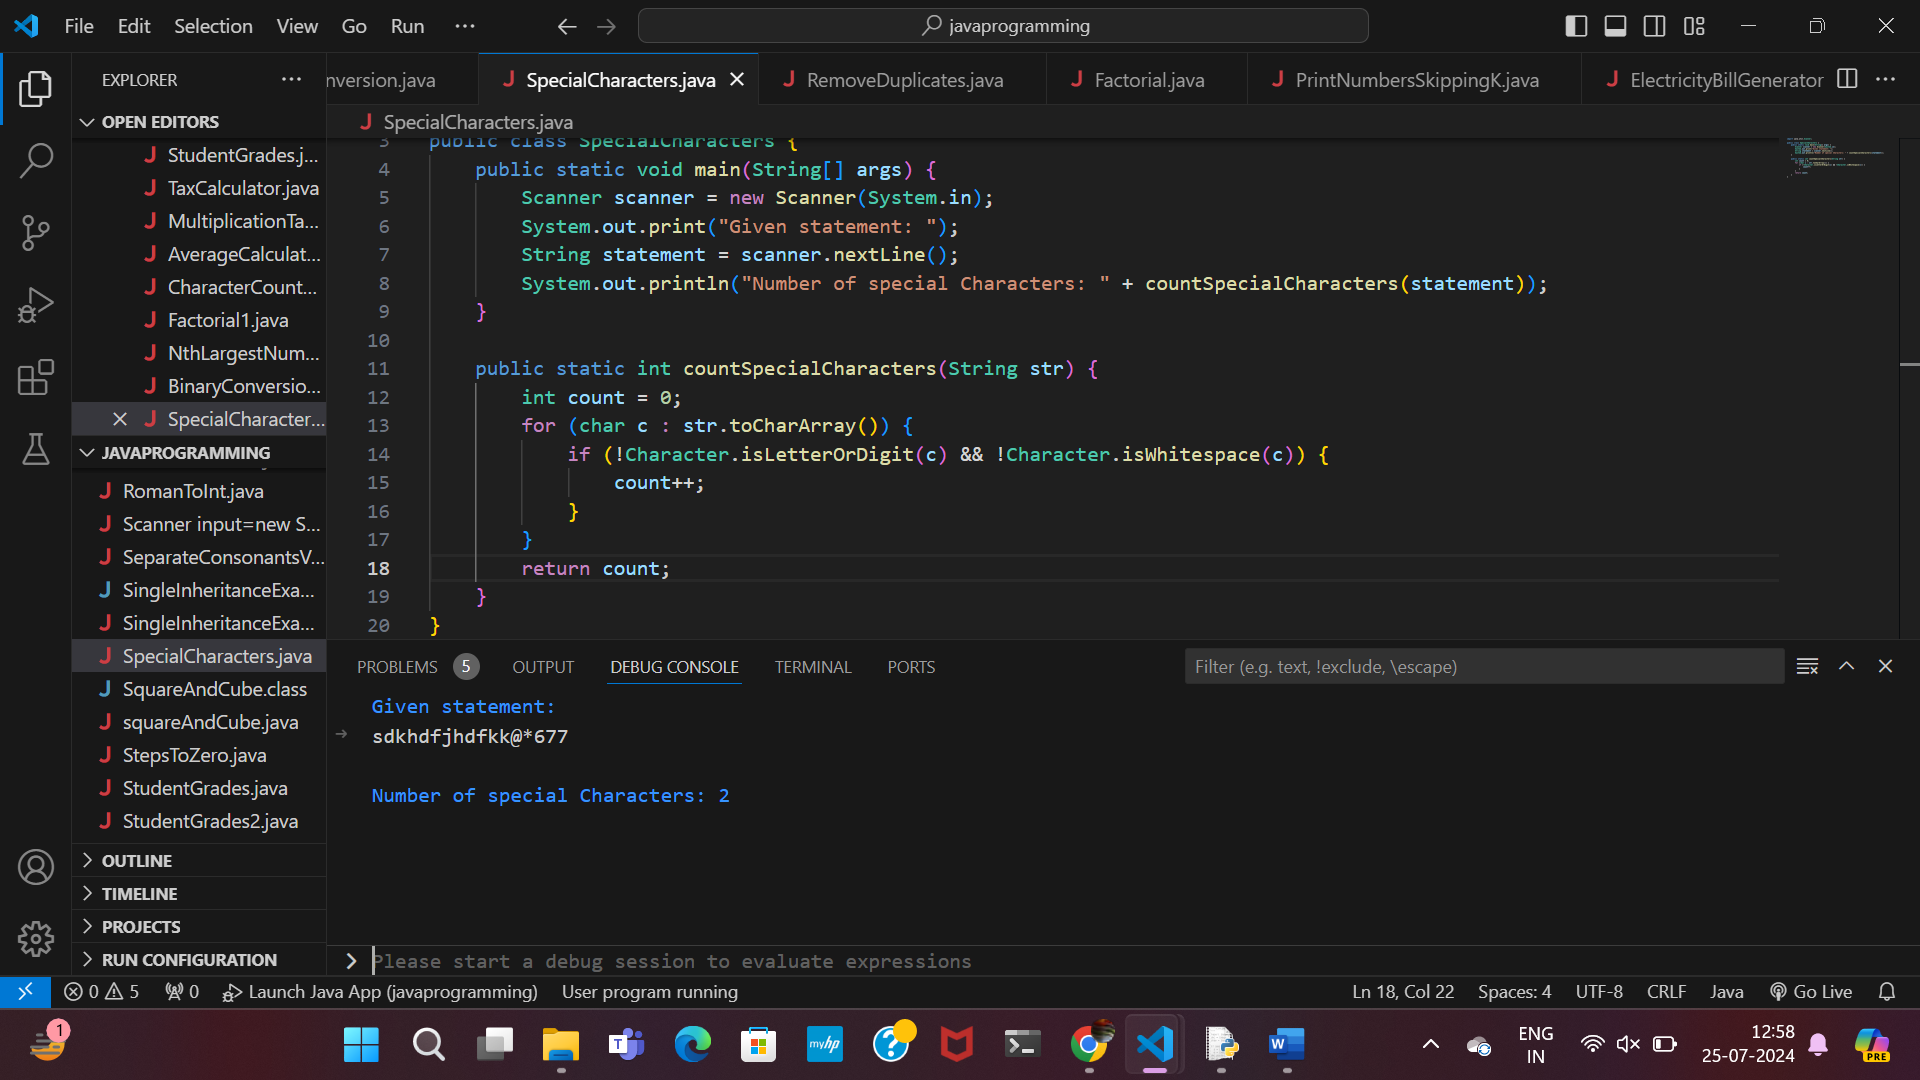 File Edit Selection View Go Run ···
javaprogramming
EXPLORER ···
nversion.java
SpecialCharacters.java
RemoveDuplicates.java
Factorial.java
PrintNumbersSkippingK.java
ElectricityBillGenerator ···
OPEN EDITORS
StudentGrades.j...
TaxCalculator.java
MultiplicationTa...
AverageCalculat...
CharacterCount...
Factorial1.java
NthLargestNum...
BinaryConversio...
SpecialCharacter...
JAVAPROGRAMMING
RomanToInt.java
Scanner input=new S...
SeparateConsonantsV...
SingleInheritanceExa...
SingleInheritanceExa...
SpecialCharacters.java
SquareAndCube.class
squareAndCube.java
StepsToZero.java
StudentGrades.java
StudentGrades2.java
OUTLINE
TIMELINE
PROJECTS
RUN CONFIGURATION
SpecialCharacters.java
3 public class SpecialCharacters {
4 public static void main(String[] args) {
5 Scanner scanner = new Scanner(System.in);
6 System.out.print("Given statement: ");
7 String statement = scanner.nextLine();
8 System.out.println("Number of special Characters: " + countSpecialCharacters(statement));
9 }
10
11 public static int countSpecialCharacters(String str) {
12 int count = 0;
13 for (char c : str.toCharArray()) {
14 if (!Character.isLetterOrDigit(c) && !Character.isWhitespace(c)) {
15 count++;
16 }
17 }
18 return count;
19 }
20 }
PROBLEMS 5 OUTPUT DEBUG CONSOLE TERMINAL PORTS
Filter (e.g. text, !exclude, \escape)
Given statement:
sdkhdfjhdfkk@*677
Number of special Characters: 2
Please start a debug session to evaluate expressions
0 5 0 Launch Java App (javaprogramming) User program running
Ln 18, Col 22 Spaces: 4 UTF-8 CRLF Java Go Live
1
myhp
ENG
IN
12:58
25-07-2024
PRE